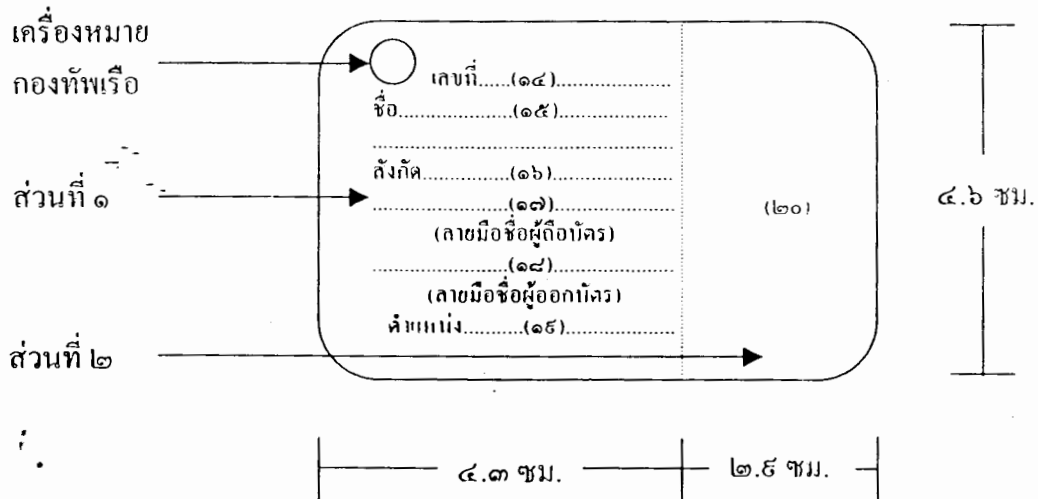 เครื่องหมาย
กองทัพเรือ
เลขที่......(๑๔).....................
ชื่อ....................(๑๕)....................
......................................................
สังกัด................(๑๖)......................
.........................(๑๗)......................
(ลายมือชื่อผู้ถือบัตร)
.........................(๑๘)......................
(ลายมือชื่อผู้ออกบัตร)
ตำแหน่ง...........(๑๙)....................
ส่วนที่ ๑
ส่วนที่ ๒
(๒๐)
๔.๖ ซม.
๔.๓ ซม.
๒.๙ ซม.